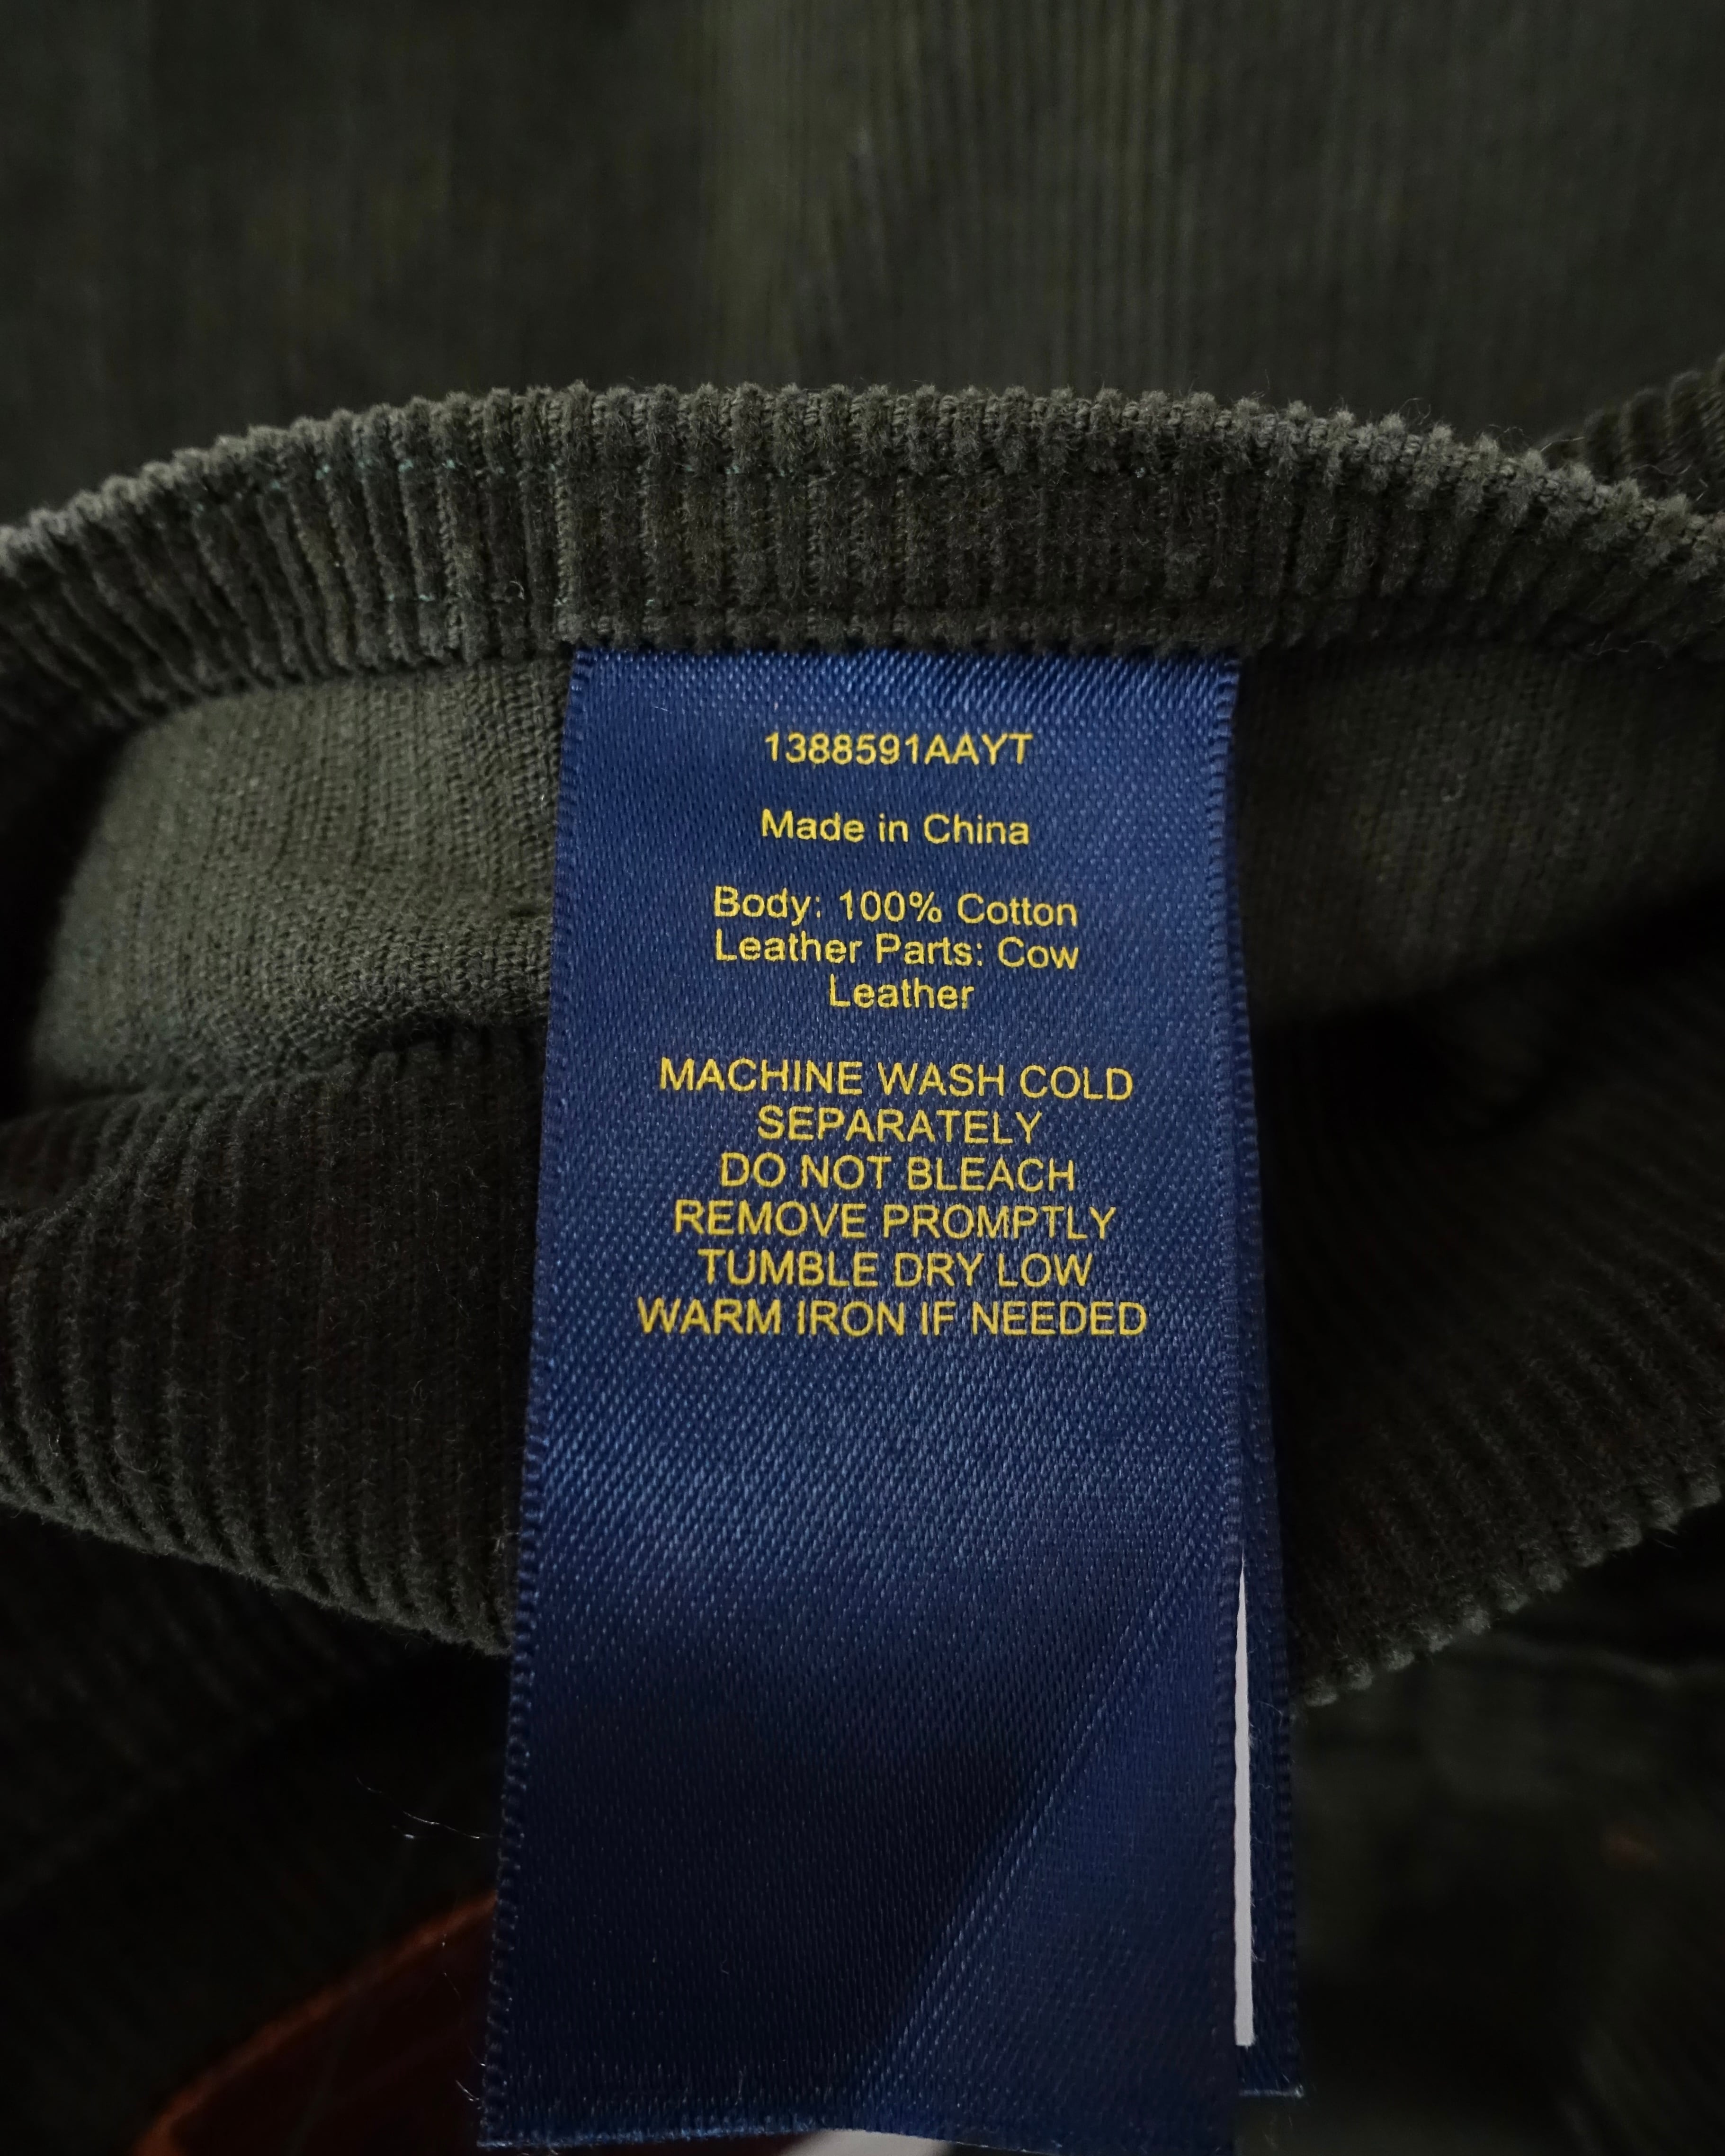 1388591AAYT
Made in China
Body: 100% Cotton
Leather Parts: Cow
Leather
MACHINE WASH COLD
SEPARATELY
DO NOT BLEACH
REMOVE PROMPTLY
TUMBLE DRY LOW
WARM IRON IF NEEDED